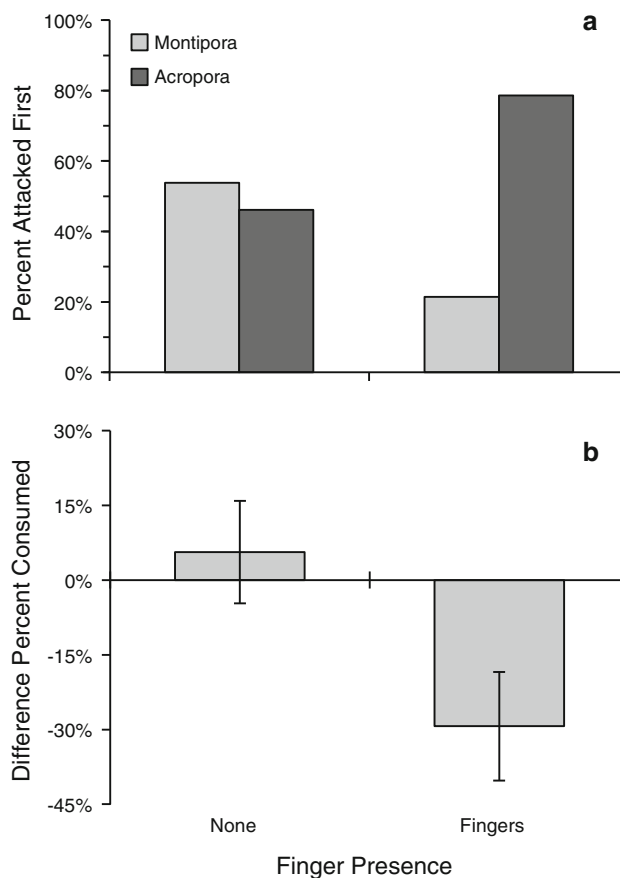 100%
a
Montipora
Acropora
80%
60%
40%
20%
0%
Percent Attacked First
30%
b
15%
0%
-15%
-30%
-45%
Difference Percent Consumed
None Fingers
Finger Presence